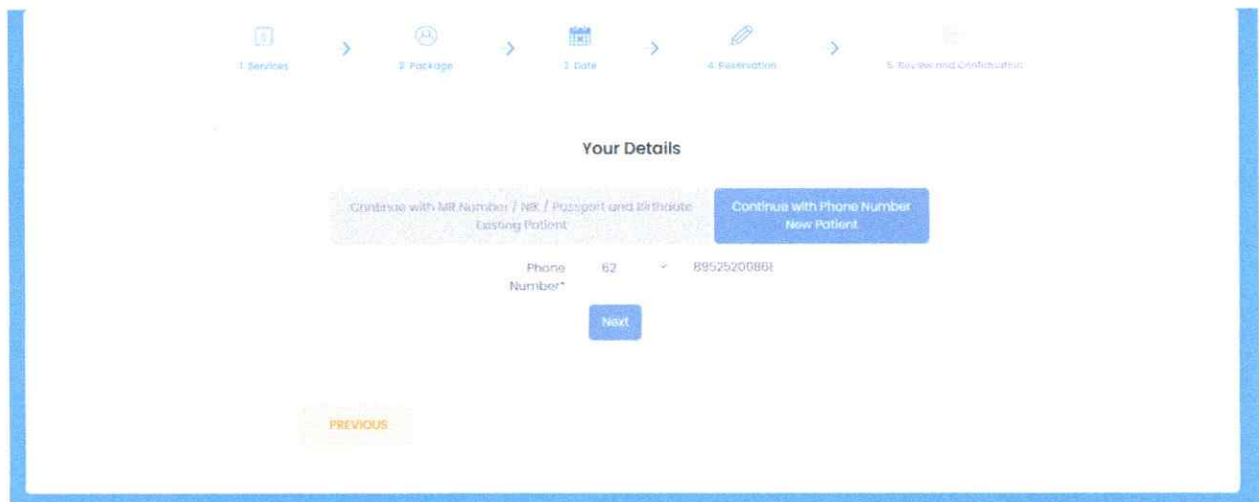 1. Services
2. Package
3. Date
4. Reservation
5. Review and Confirmation
Your Details
Continue with MR Number / NIK / Passport and Birthdate
Existing Patient
Continue with Phone Number
New Patient
Phone
Number*
62
Next
PREVIOUS